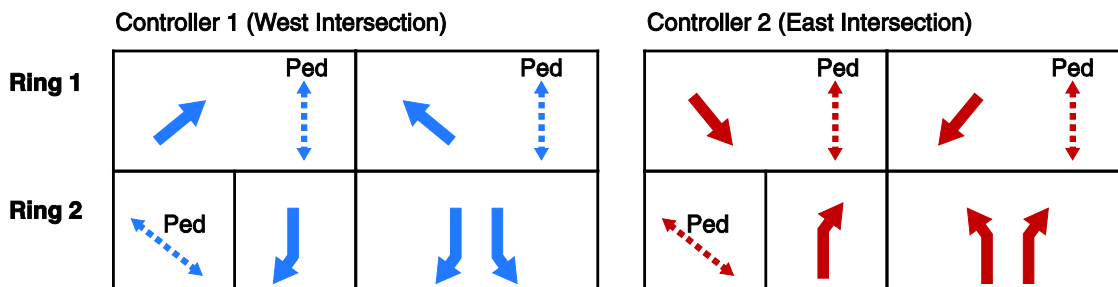 Controller 1 (West Intersection)
Controller 2 (East Intersection)
Ring 1
Ped
Ped
Ped
Ped
Ring 2
Ped
Ped